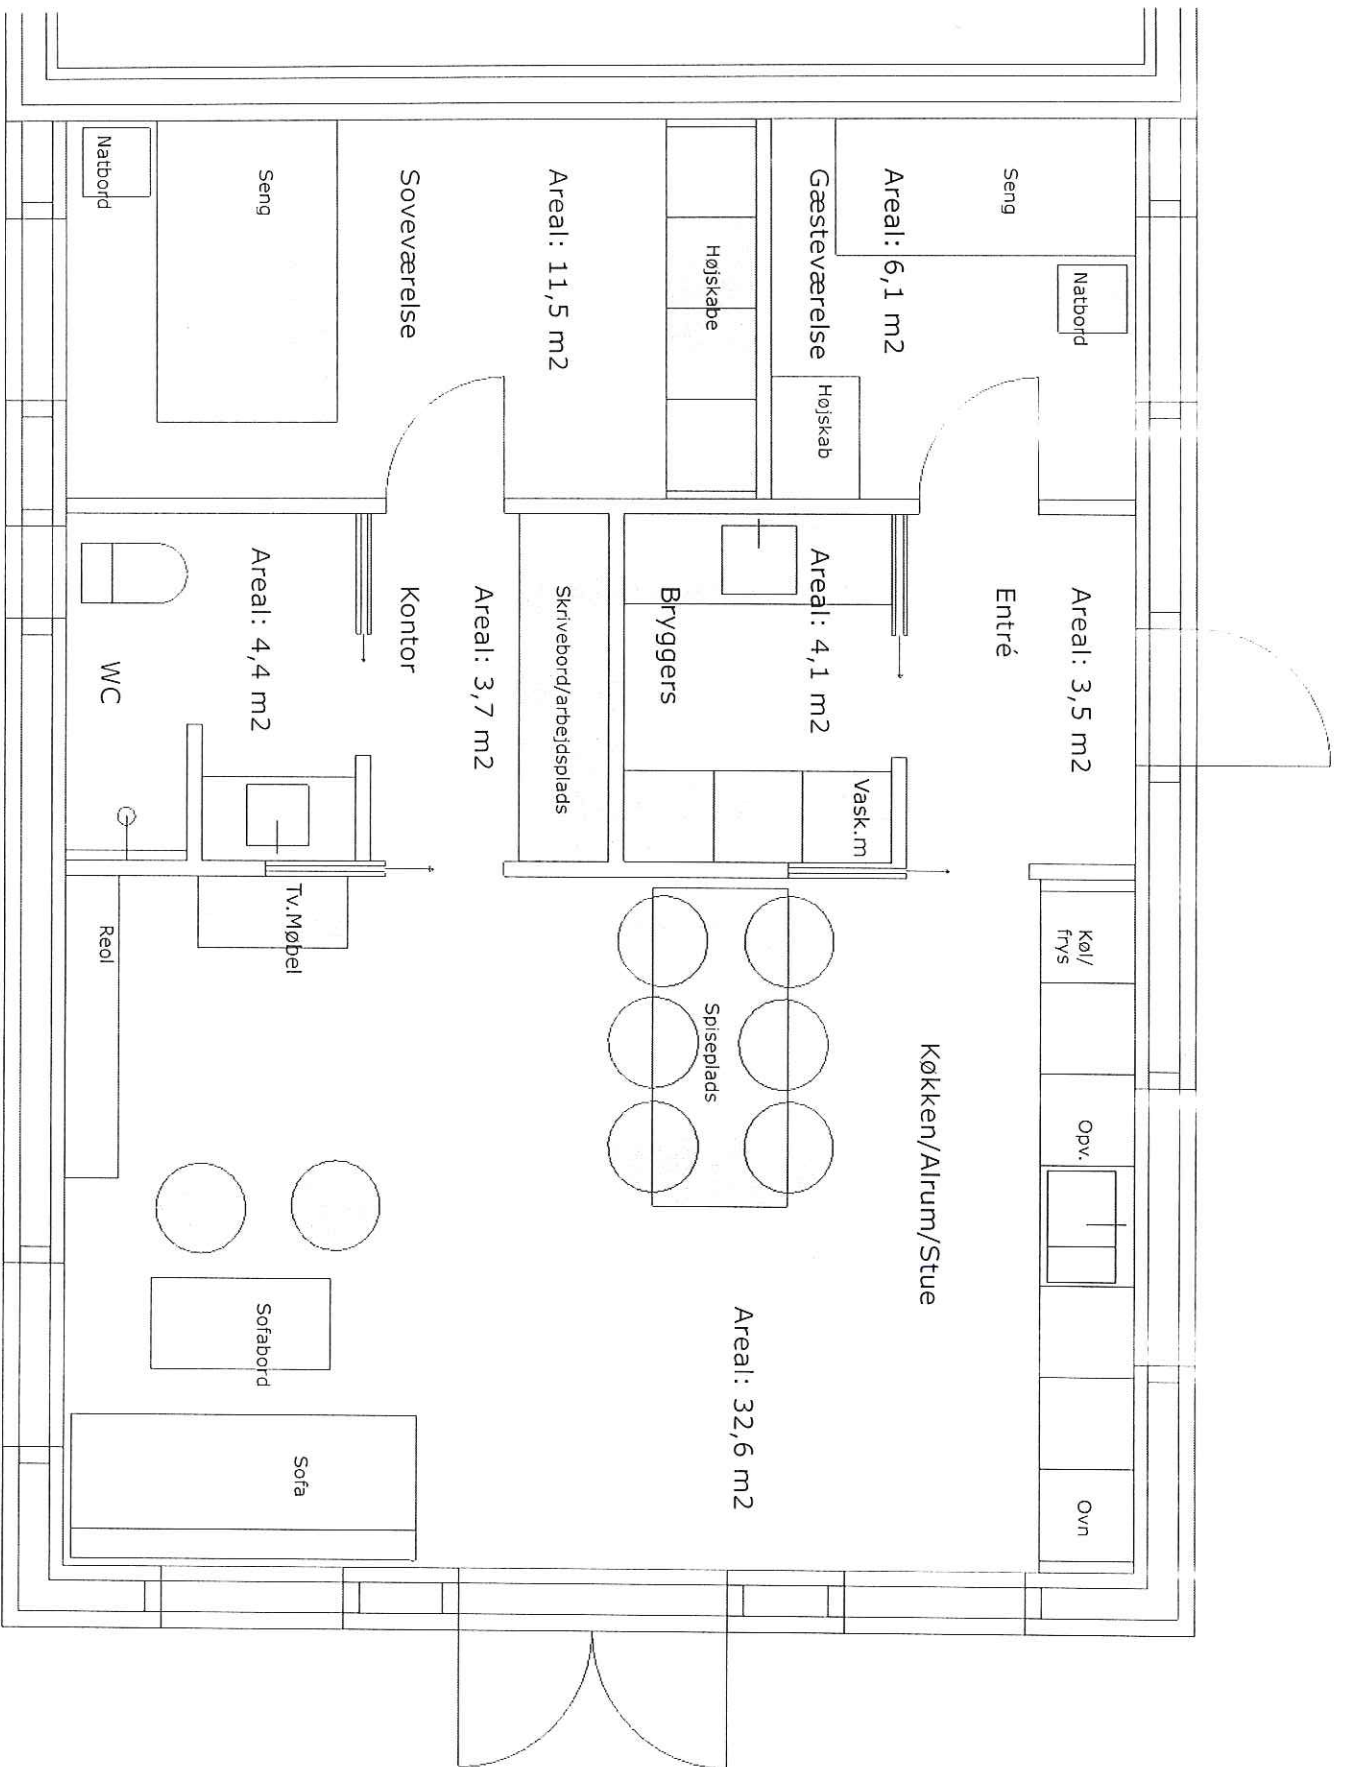 Seng
Natbord
Areal: 6,1 m2
Gæsteværelse
Højskab
Højskabe
Areal: 11,5 m2
Soveværelse
Seng
Natbord
Areal: 3,5 m2
Entré
Areal: 4,1 m2
Bryggers
Vask.m
Skrivebord/arbejdsplads
Areal: 3,7 m2
Kontor
Areal: 4,4 m2
WC
Køl/
frys
Opv.
Ovn
Køkken/Alrum/Stue
Areal: 32,6 m2
Spiseplads
Tv.Møbel
Reol
Sofabord
Sofa